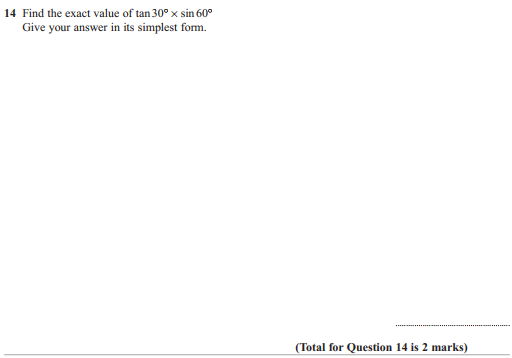 14 Find the exact value of tan 30° × sin 60°
Give your answer in its simplest form.
(Total for Question 14 is 2 marks)